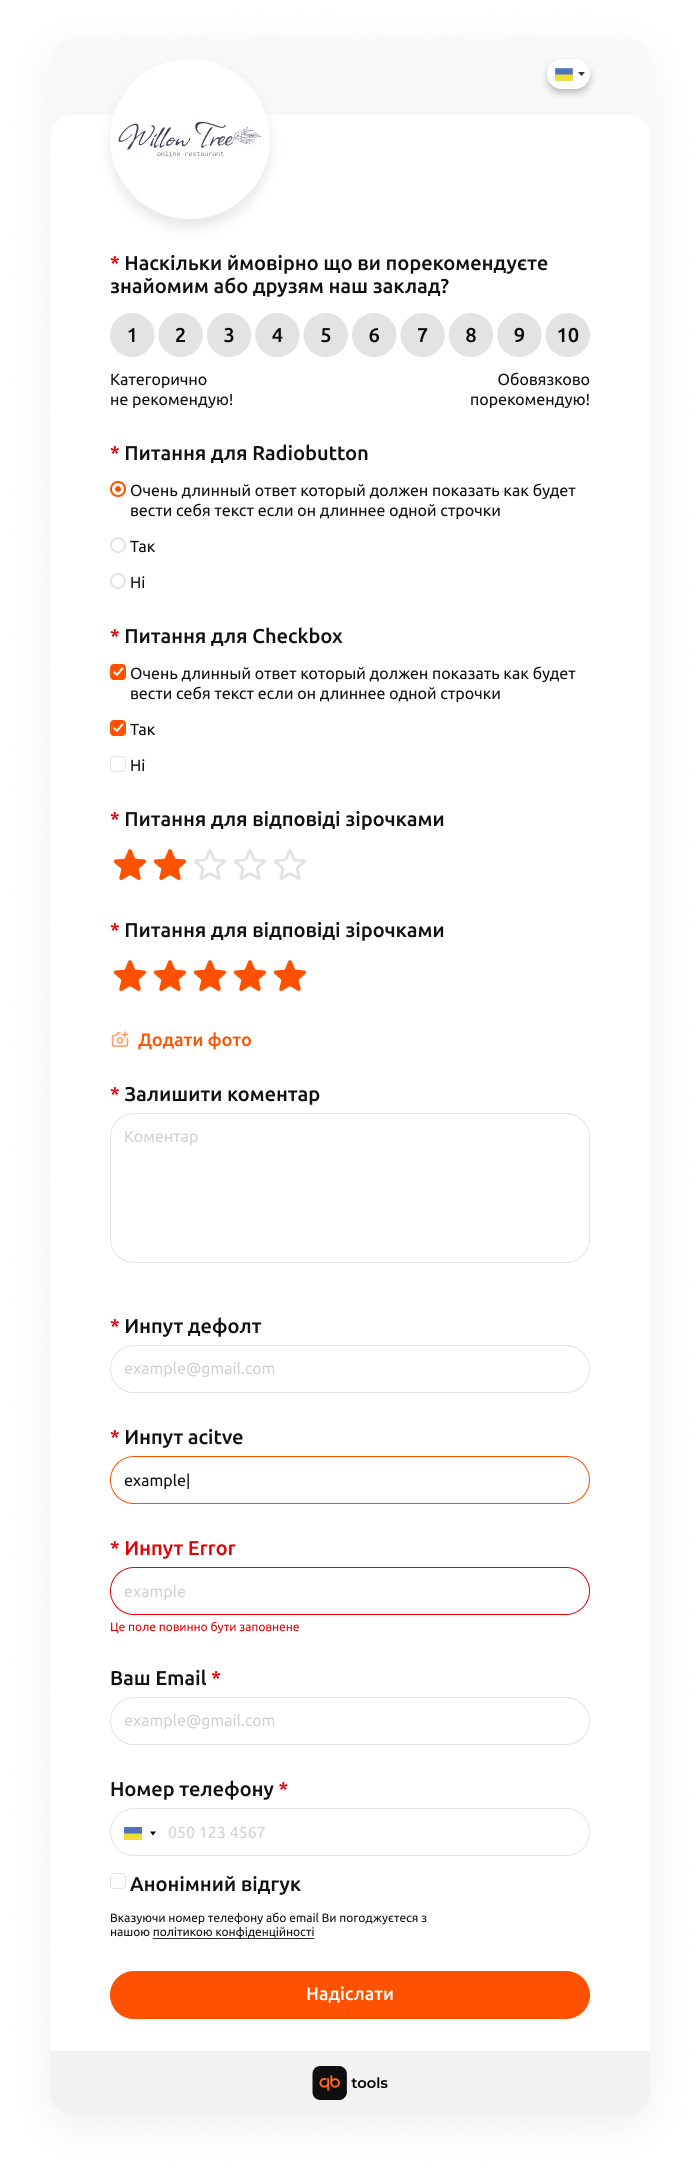 Willow Tree
online restaurant
* Наскільки ймовірно що ви порекомендуєте
знайомим або друзям наш заклад?
1 2 3 4 5 6 7 8 9 10
Категорично
не рекомендую!
Обовязково
порекомендую!
* Питання для Radiobutton
Очень длинный ответ который должен показать как будет
вести себя текст если он длиннее одной строчки
Так
Ні
* Питання для Checkbox
Очень длинный ответ который должен показать как будет
вести себя текст если он длиннее одной строчки
Так
Ні
* Питання для відповіді зірочками
* Питання для відповіді зірочками
Додати фото
* Залишити коментар
Коментар
* Инпут дефолт
example@gmail.com
* Инпут acitve
example|
* Инпут Error
example
Це поле повинно бути заповнене
Ваш Email *
example@gmail.com
Номер телефону *
050 123 4567
Анонімний відгук
Вказуючи номер телефону або email Ви погоджуєтеся з
нашою політикою конфіденційності
Надіслати
qb tools